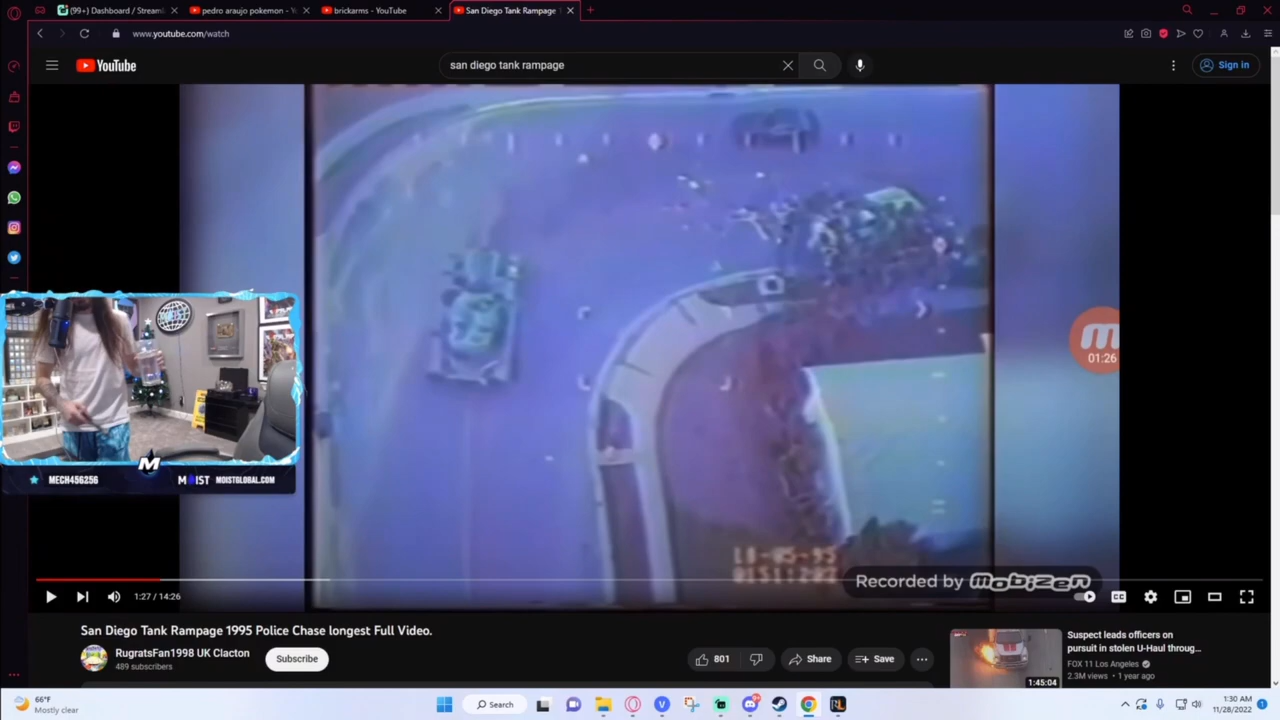 (99+) Dashboard / Stream
pedro araujo pokemon - Y
brickarms - YouTube
San Diego Tank Rampage
www.youtube.com/watch
YouTube
san diego tank rampage
Sign in
01:26
MECH456256
M
MOIST
MOISTGLOBAL.COM
Recorded by mobizen
1:27 / 14:26
CC
San Diego Tank Rampage 1995 Police Chase longest Full Video.
RugratsFan1998 UK Clacton
489 subscribers
Subscribe
801
Share
Save
Suspect leads officers on
pursuit in stolen U-Haul throug...
FOX 11 Los Angeles
2.3M views • 1 year ago
1:45:04
66°F
Mostly clear
Search
1:30 AM
11/28/2022